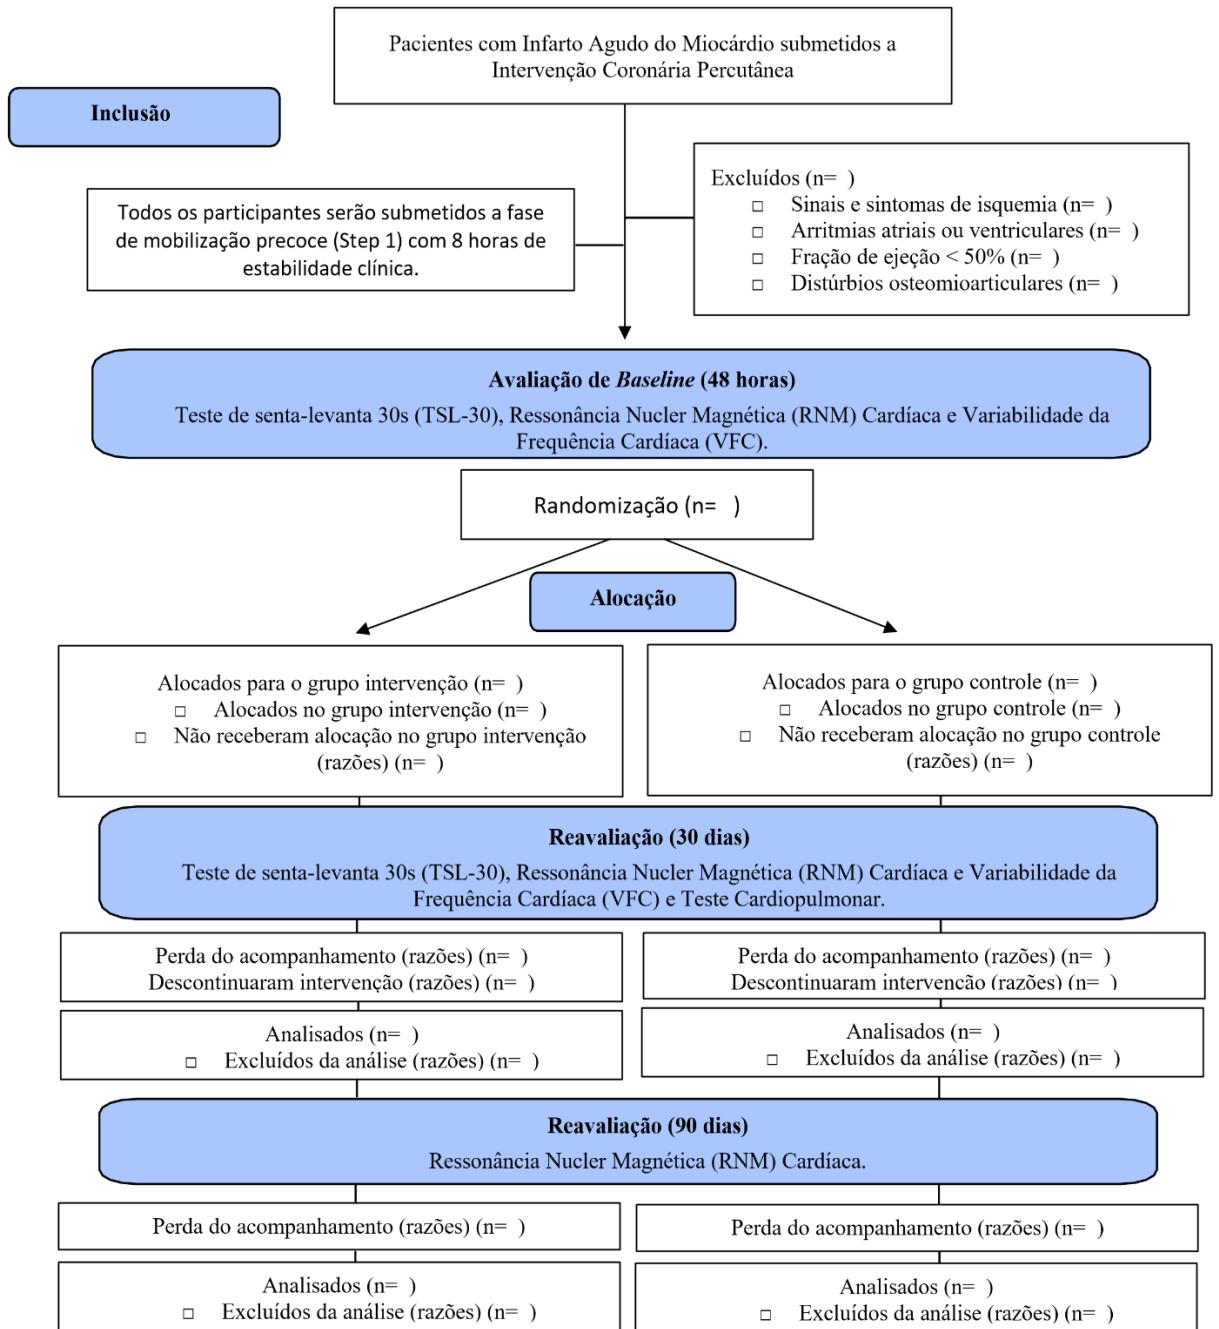 Pacientes com Infarto Agudo do Miocárdio submetidos a
Intervenção Coronária Percutânea
Inclusão
Excluídos (n=  )
□ Sinais e sintomas de isquemia (n=  )
□ Arritmias atriais ou ventriculares (n=  )
□ Fração de ejeção < 50% (n=  )
□ Distúrbios osteomioarticulares (n=  )
Todos os participantes serão submetidos a fase
de mobilização precoce (Step 1) com 8 horas de
estabilidade clínica.
Avaliação de Baseline (48 horas)
Teste de senta-levanta 30s (TSL-30), Ressonância Nucler Magnética (RNM) Cardíaca e Variabilidade da
Frequência Cardíaca (VFC).
Randomização (n=   )
Alocação
Alocados para o grupo intervenção (n=  )
□ Alocados no grupo intervenção (n=  )
□ Não receberam alocação no grupo intervenção
(razões) (n=  )
Alocados para o grupo controle (n=  )
□ Alocados no grupo controle (n=  )
□ Não receberam alocação no grupo controle
(razões) (n=  )
Reavaliação (30 dias)
Teste de senta-levanta 30s (TSL-30), Ressonância Nucler Magnética (RNM) Cardíaca e Variabilidade da
Frequência Cardíaca (VFC) e Teste Cardiopulmonar.
Perda do acompanhamento (razões) (n=  )
Descontinuaram intervenção (razões) (n=  )
Perda do acompanhamento (razões) (n=  )
Descontinuaram intervenção (razões) (n=  )
Analisados (n=  )
□ Excluídos da análise (razões) (n=  )
Analisados (n=  )
□ Excluídos da análise (razões) (n=  )
Reavaliação (90 dias)
Ressonância Nucler Magnética (RNM) Cardíaca.
Perda do acompanhamento (razões) (n=  )
Perda do acompanhamento (razões) (n=  )
Analisados (n=  )
□ Excluídos da análise (razões) (n=  )
Analisados (n=  )
□ Excluídos da análise (razões) (n=  )